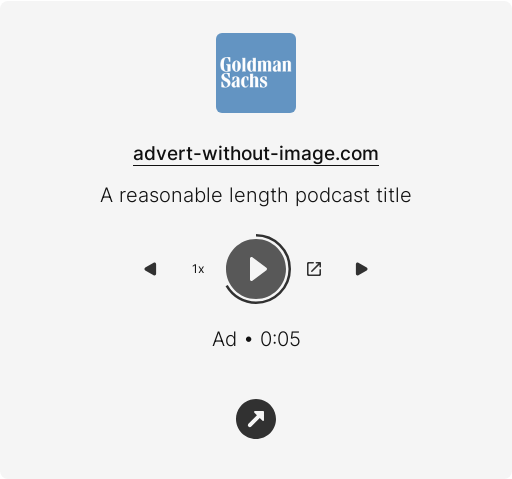 Goldman
Sachs
advert-without-image.com
A reasonable length podcast title
1x
Ad • 0:05